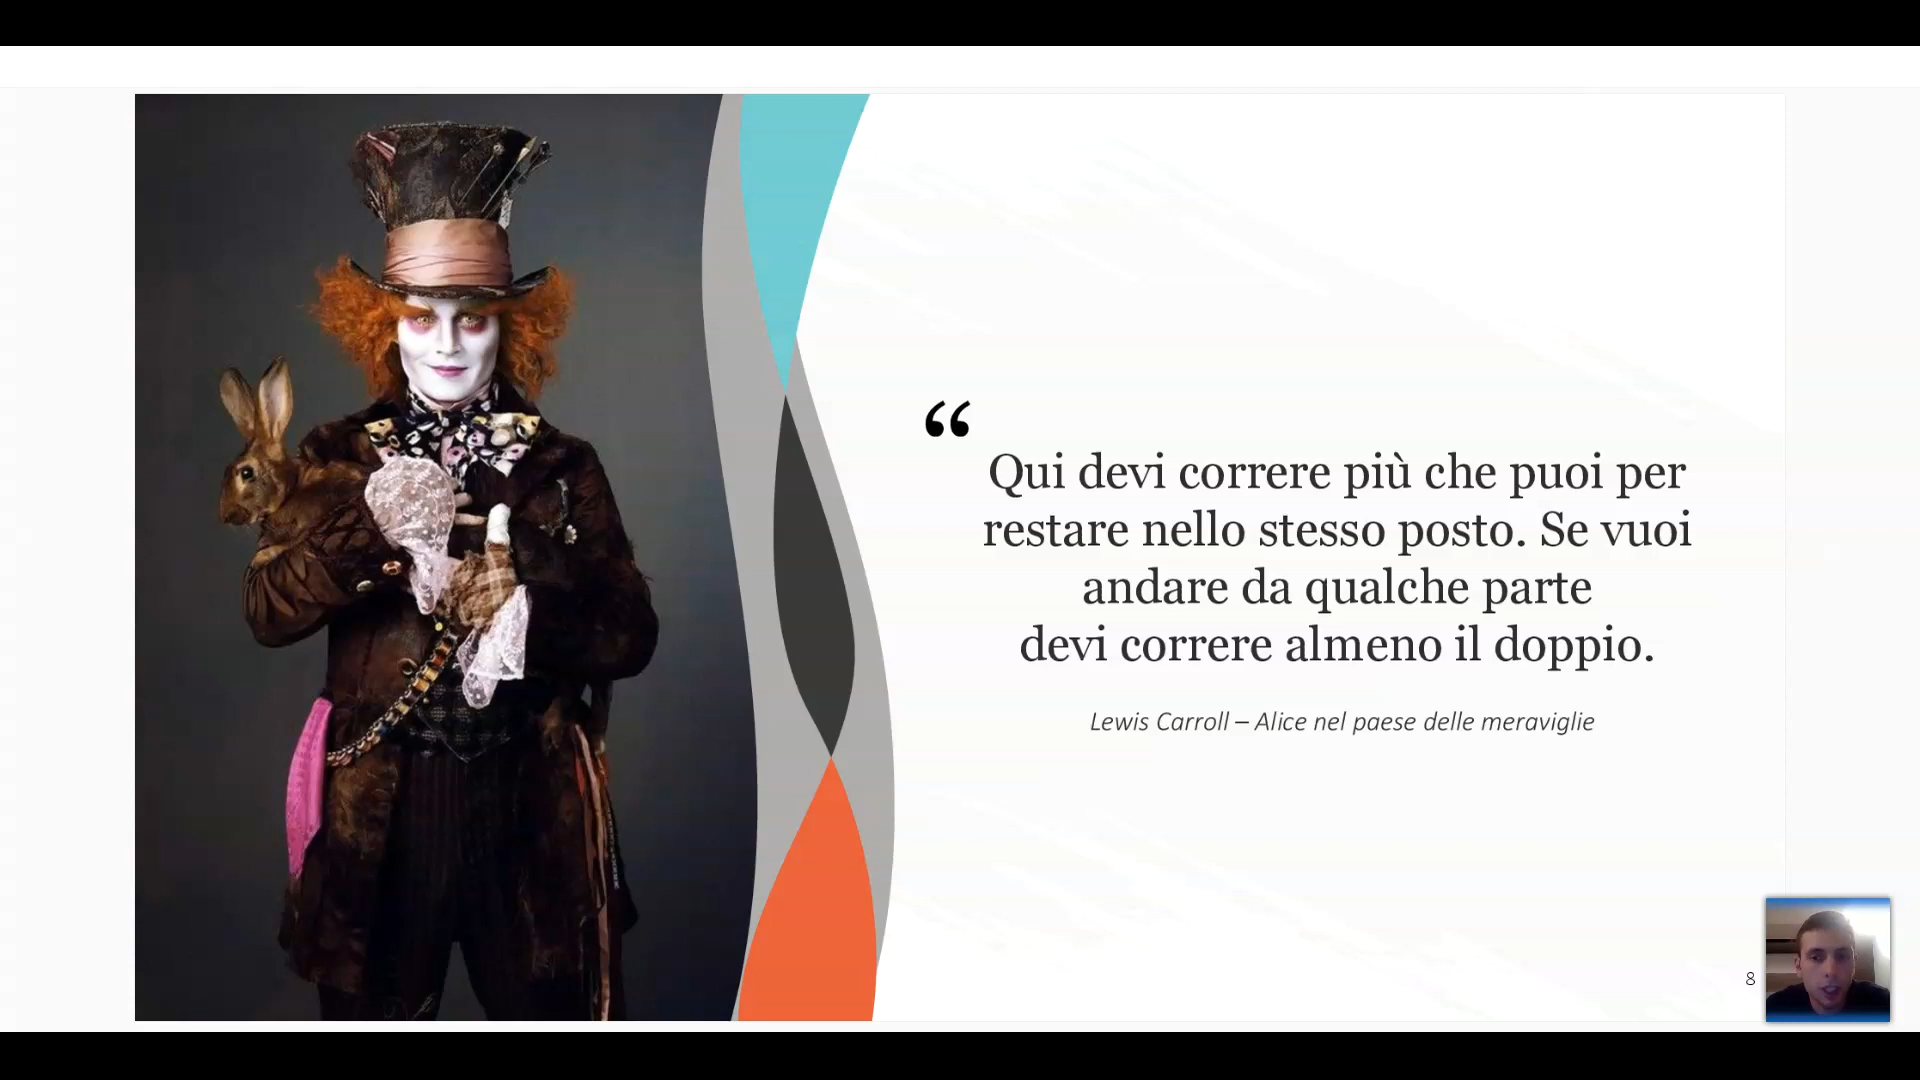 “
Qui devi correre più che puoi per
restare nello stesso posto. Se vuoi
andare da qualche parte
devi correre almeno il doppio.
Lewis Carroll – Alice nel paese delle meraviglie
8